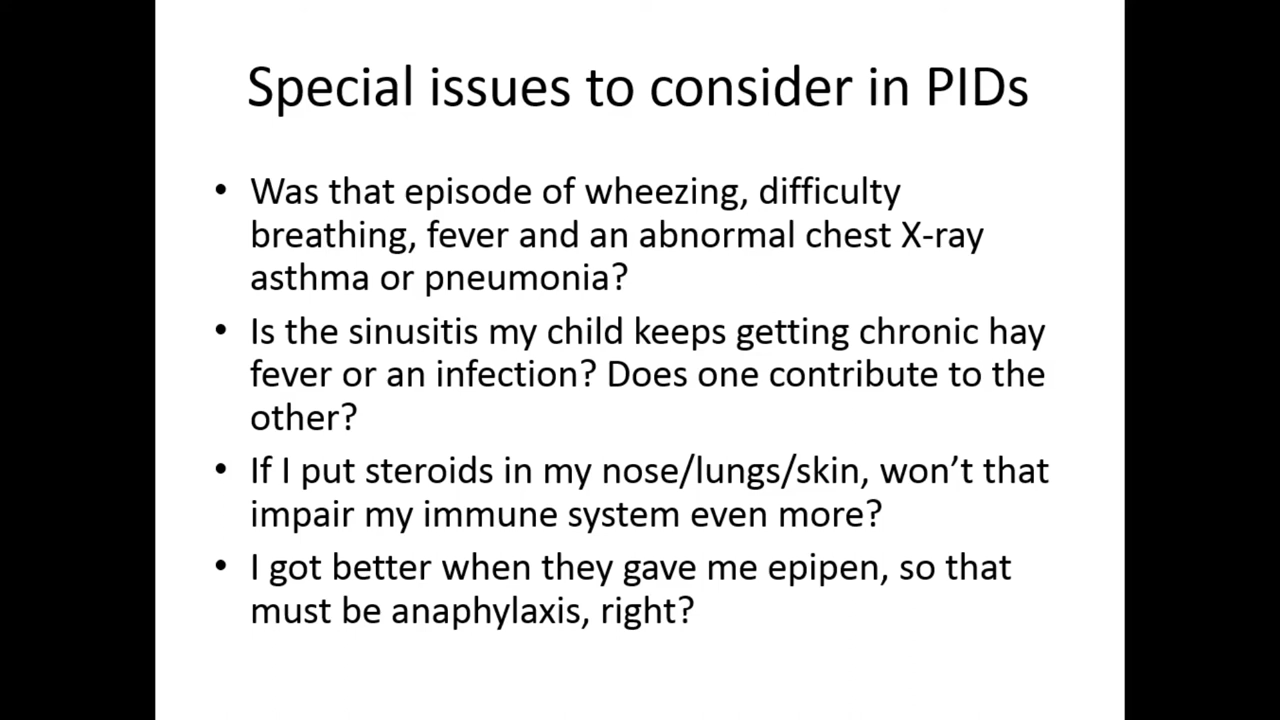 Special issues to consider in PIDs
• Was that episode of wheezing, difficulty
breathing, fever and an abnormal chest X-ray
asthma or pneumonia?
• Is the sinusitis my child keeps getting chronic hay
fever or an infection? Does one contribute to the
other?
• If I put steroids in my nose/lungs/skin, won’t that
impair my immune system even more?
• I got better when they gave me epipen, so that
must be anaphylaxis, right?